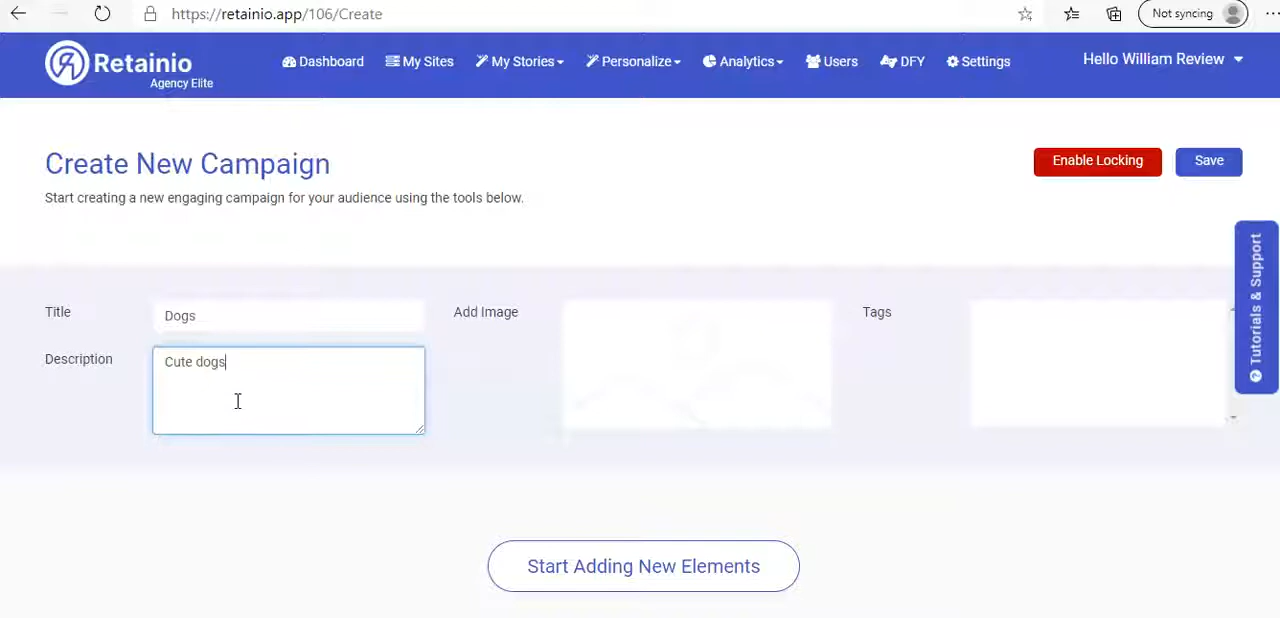 https://retainio.app/106/Create
Not syncing
Retainio
Agency Elite
Dashboard
My Sites
My Stories
Personalize
Analytics
Users
DFY
Settings
Hello William Review
Create New Campaign
Enable Locking
Save
Start creating a new engaging campaign for your audience using the tools below.
Tutorials & Support
Title
Dogs
Add Image
Tags
Description
Cute dogs
Start Adding New Elements